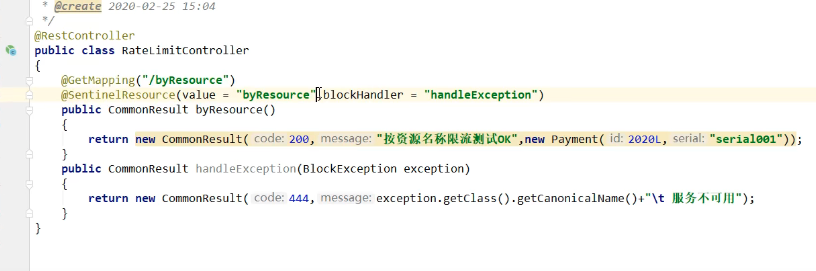 * @create 2020-02-25 15:04
*/
@RestController
public class RateLimitController
{
@GetMapping("/byResource")
@SentinelResource(value = "byResource",blockHandler = "handleException")
public CommonResult byResource()
{
return new CommonResult( code: 200, message: "按资源名称限流测试OK",new Payment( id: 2020L, serial: "serial001"));
}
public CommonResult handleException(BlockException exception)
{
return new CommonResult( code: 444, message: exception.getClass().getCanonicalName()+"\t 服务不可用");
}
}